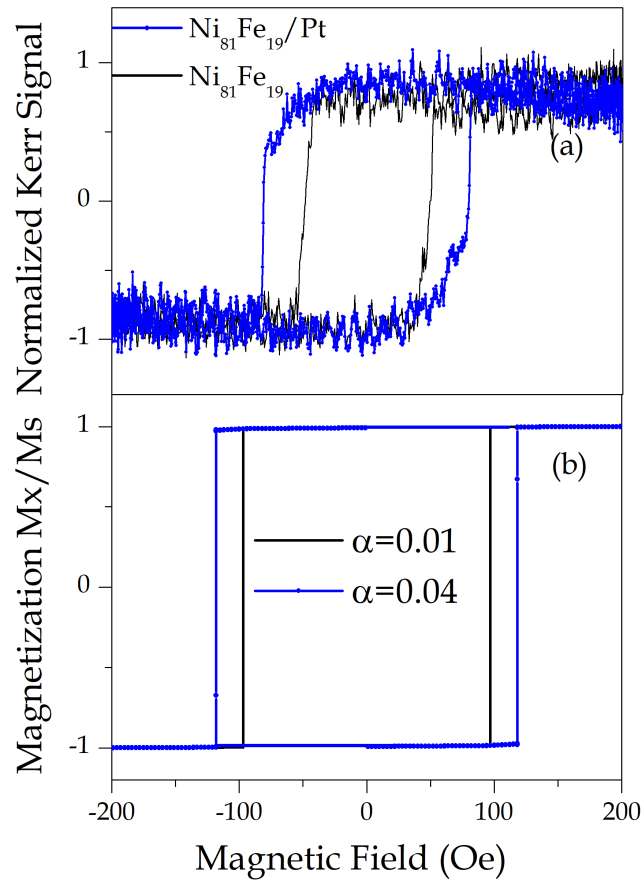 Ni₈₁Fe₁₉/Pt
Ni₈₁Fe₁₉
Normalized Kerr Signal
1
0
-1
(a)
Magnetization Mx/Ms
1
0
-1
(b)
α=0.01
α=0.04
-200 -100 0 100 200
Magnetic Field (Oe)